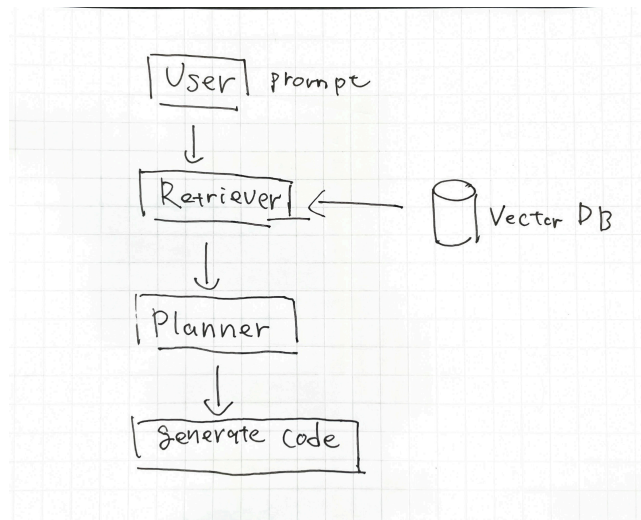 User prompt
Retriever
Vector DB
Planner
generate code